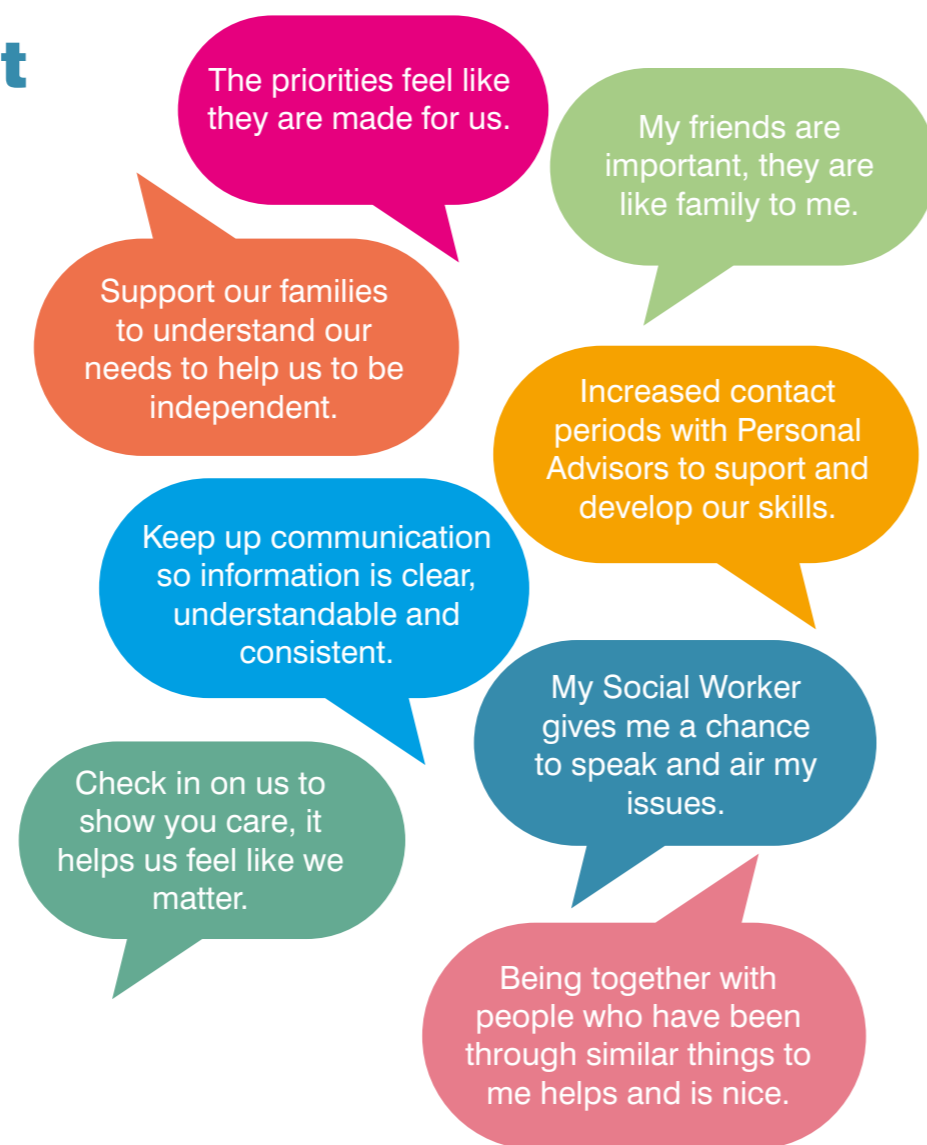 t
The priorities feel like
they are made for us.
My friends are
important, they are
like family to me.
Support our families
to understand our
needs to help us to be
independent.
Increased contact
periods with Personal
Advisors to suport and
develop our skills.
Keep up communication
so information is clear,
understandable and
consistent.
My Social Worker
gives me a chance
to speak and air my
issues.
Check in on us to
show you care, it
helps us feel like we
matter.
Being together with
people who have been
through similar things to
me helps and is nice.